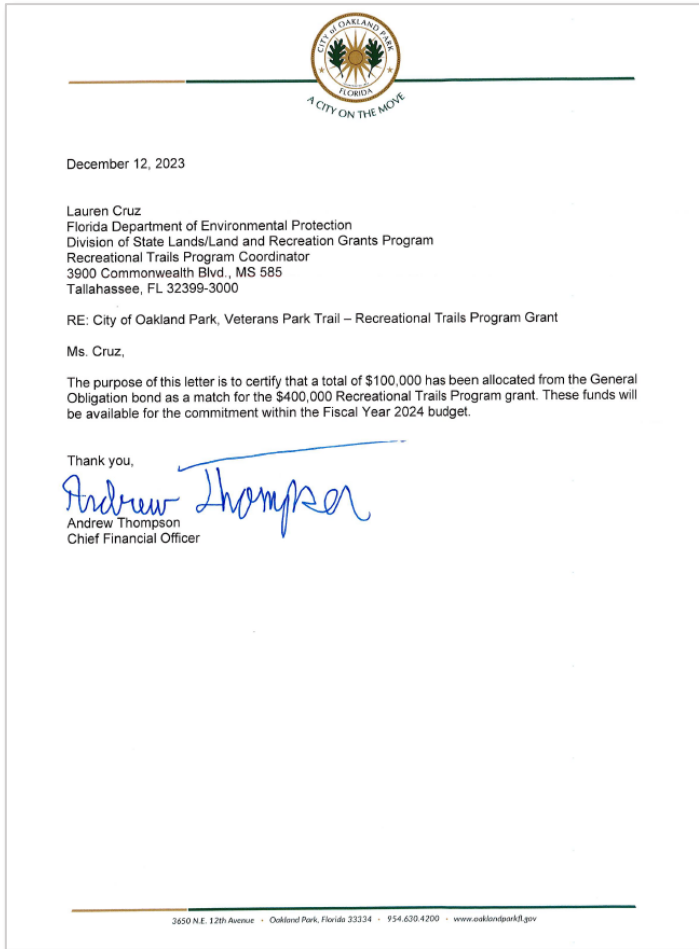 CITY of OAKLAND PARK
FLORIDA
A CITY ON THE MOVE
December 12, 2023
Lauren Cruz
Florida Department of Environmental Protection
Division of State Lands/Land and Recreation Grants Program
Recreational Trails Program Coordinator
3900 Commonwealth Blvd., MS 585
Tallahassee, FL 32399-3000
RE: City of Oakland Park, Veterans Park Trail – Recreational Trails Program Grant
Ms. Cruz,
The purpose of this letter is to certify that a total of $100,000 has been allocated from the General
Obligation bond as a match for the $400,000 Recreational Trails Program grant. These funds will
be available for the commitment within the Fiscal Year 2024 budget.
Thank you,
Andrew Thompson
Andrew Thompson
Chief Financial Officer
3650 N.E. 12th Avenue • Oakland Park, Florida 33334 • 954.630.4200 • www.oaklandparkfl.gov